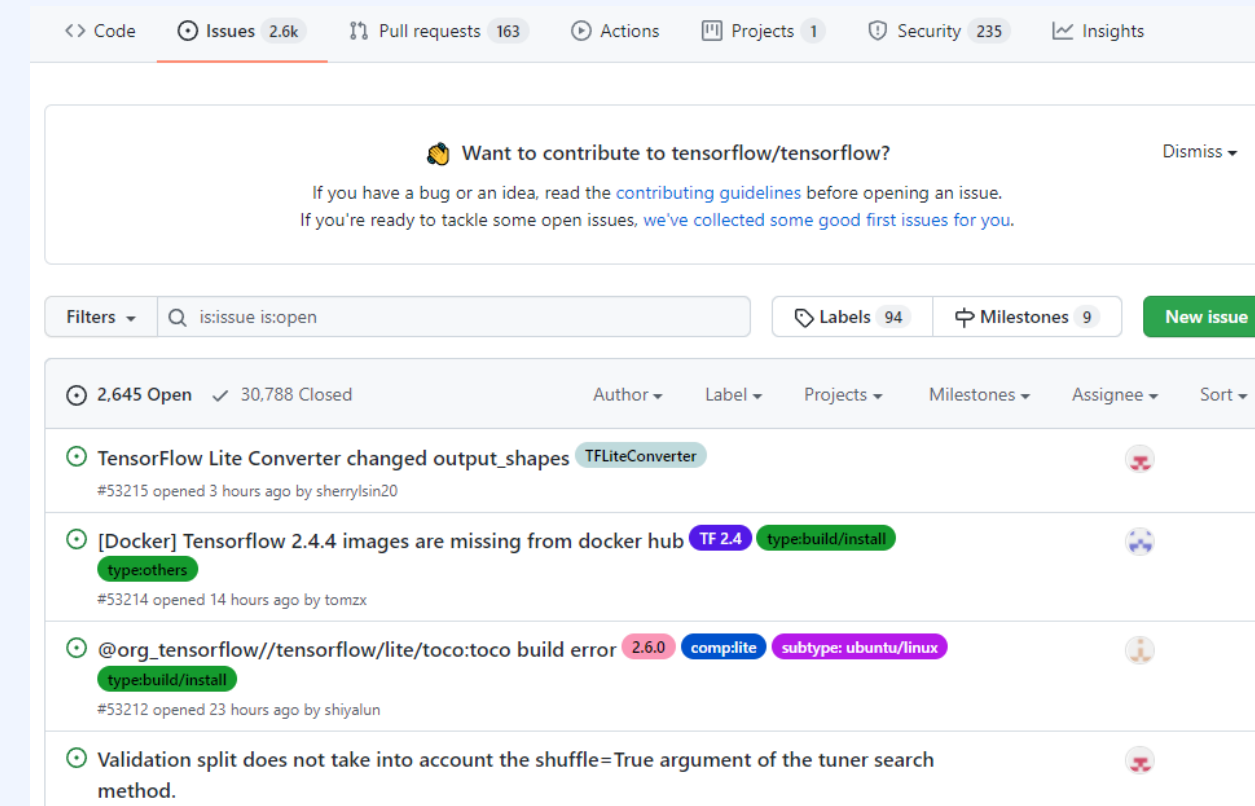 Code Issues 2.6k Pull requests 163 Actions Projects 1 Security 235 Insights
Want to contribute to tensorflow/tensorflow? Dismiss
If you have a bug or an idea, read the contributing guidelines before opening an issue.
If you're ready to tackle some open issues, we've collected some good first issues for you.
Filters is:issue is:open Labels 94 Milestones 9 New issue
2,645 Open 30,788 Closed Author Label Projects Milestones Assignee Sort
TensorFlow Lite Converter changed output_shapes TFLiteConverter
#53215 opened 3 hours ago by sherrylsin20
[Docker] Tensorflow 2.4.4 images are missing from docker hub TF 2.4 type:build/install
type:others
#53214 opened 14 hours ago by tomzx
@org_tensorflow//tensorflow/lite/toco:toco build error 2.6.0 comp:lite subtype: ubuntu/linux
type:build/install
#53212 opened 23 hours ago by shiyalun
Validation split does not take into account the shuffle=True argument of the tuner search
method.